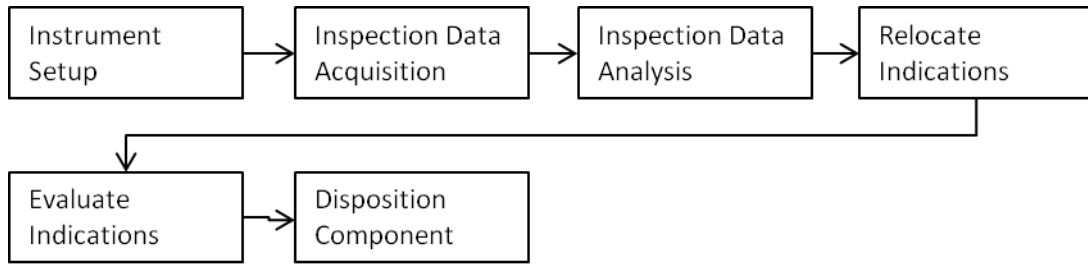 Instrument
Setup
Inspection Data
Acquisition
Inspection Data
Analysis
Relocate
Indications
Evaluate
Indications
Disposition
Component